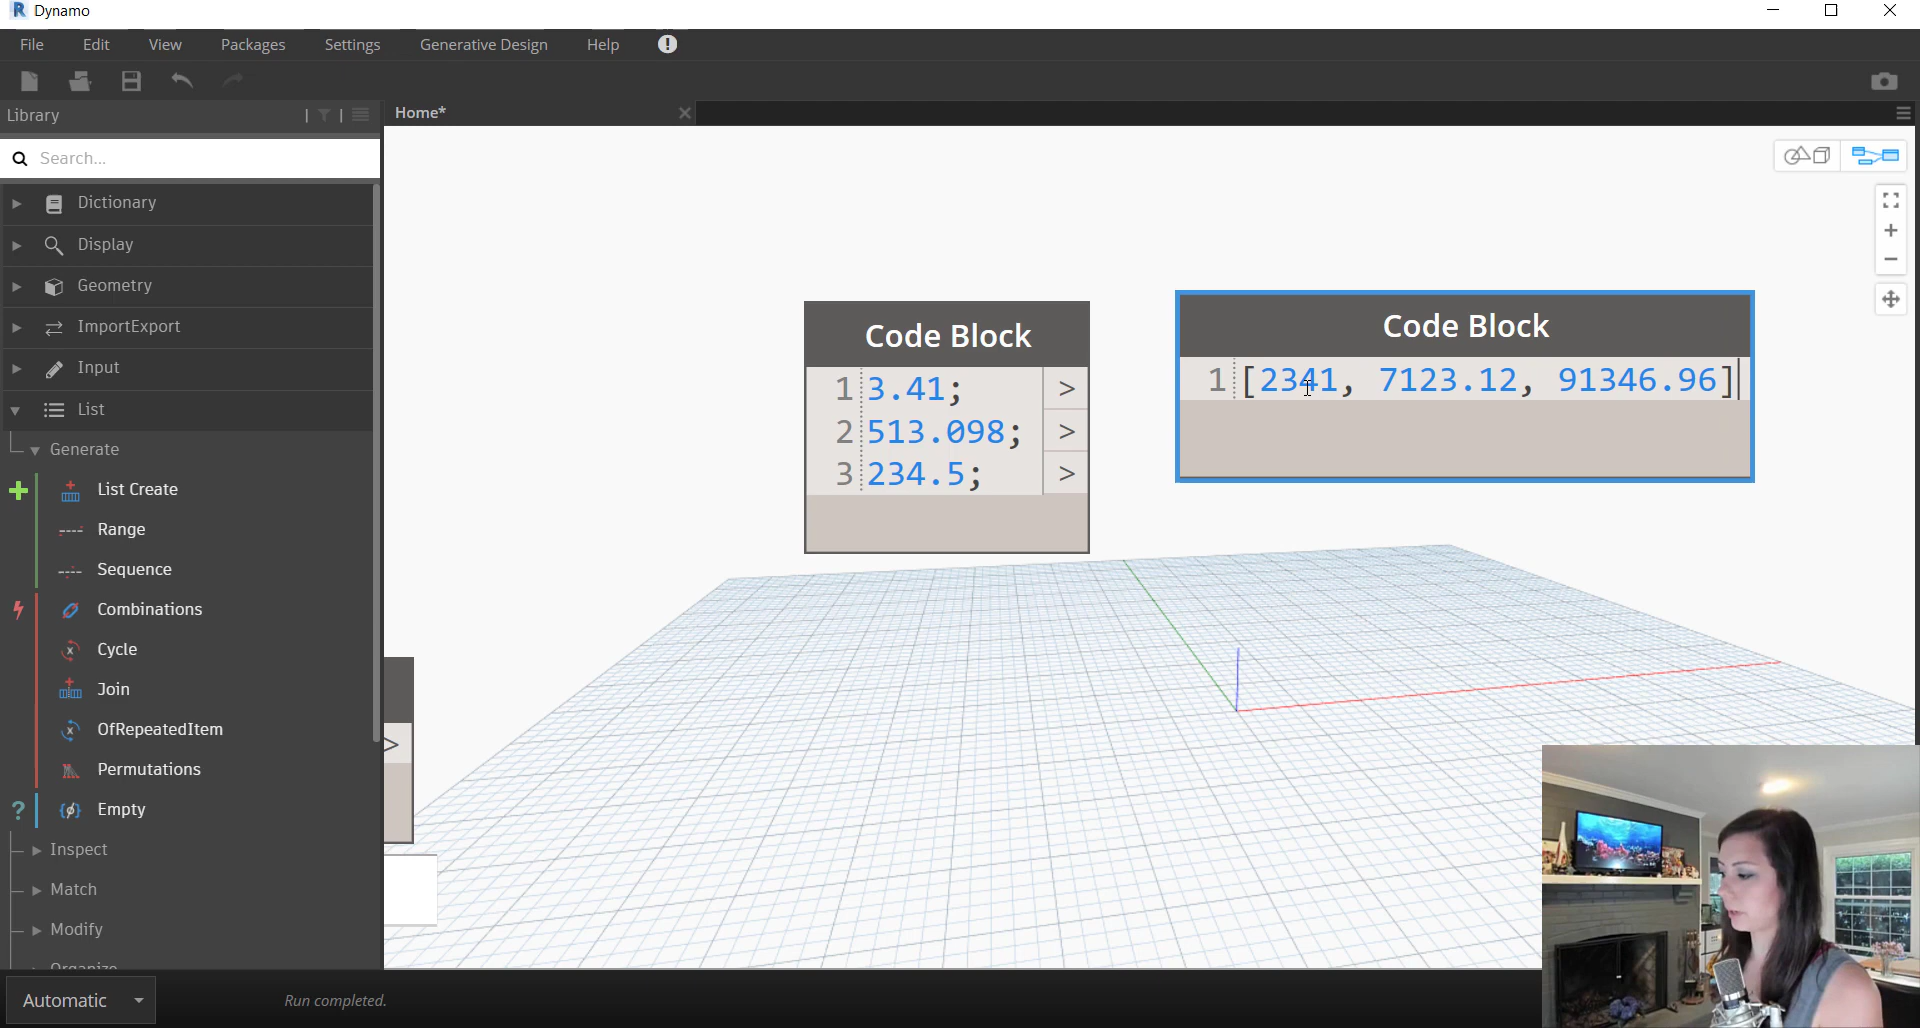 R Dynamo
File Edit View Packages Settings Generative Design Help !
Library
Home*
Search...
Dictionary
Display
Geometry
ImportExport
Input
List
Generate
List Create
Range
Sequence
Combinations
Cycle
Join
OfRepeatedItem
Permutations
? Empty
Inspect
Match
Modify
Organize
Code Block
1 3.41; >
2 513.098; >
3 234.5; >
Code Block
1 [2341, 7123.12, 91346.96]
>
Automatic
Run completed.